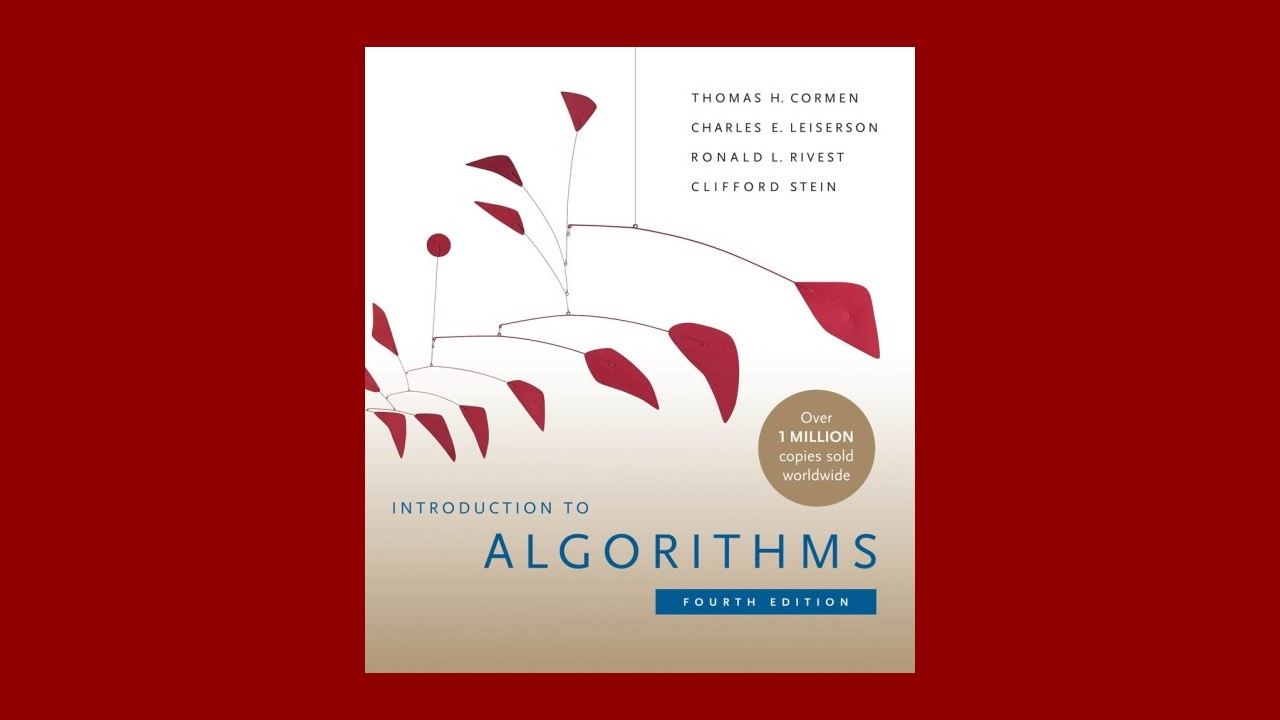 THOMAS H. CORMEN
CHARLES E. LEISERSON
RONALD L. RIVEST
CLIFFORD STEIN
Over
1 MILLION
copies sold
worldwide
INTRODUCTION TO
ALGORITHMS
FOURTH EDITION